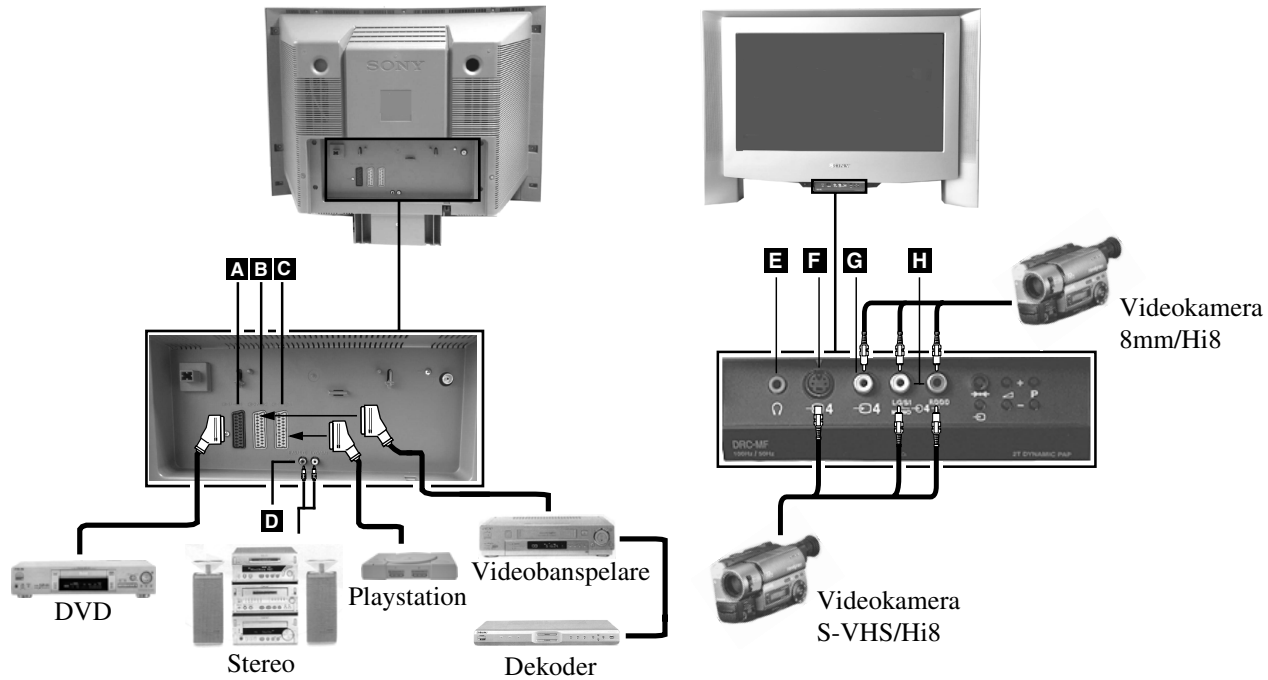 SONY
SONY
A B C
E F G H
Videokamera
8mm/Hi8
4
4
4
P
DRC-MF
100Hz / 50Hz
2T DYNAMIC PAP
D
DVD
Stereo
Playstation
Videobanspelare
Dekoder
Videokamera
S-VHS/Hi8